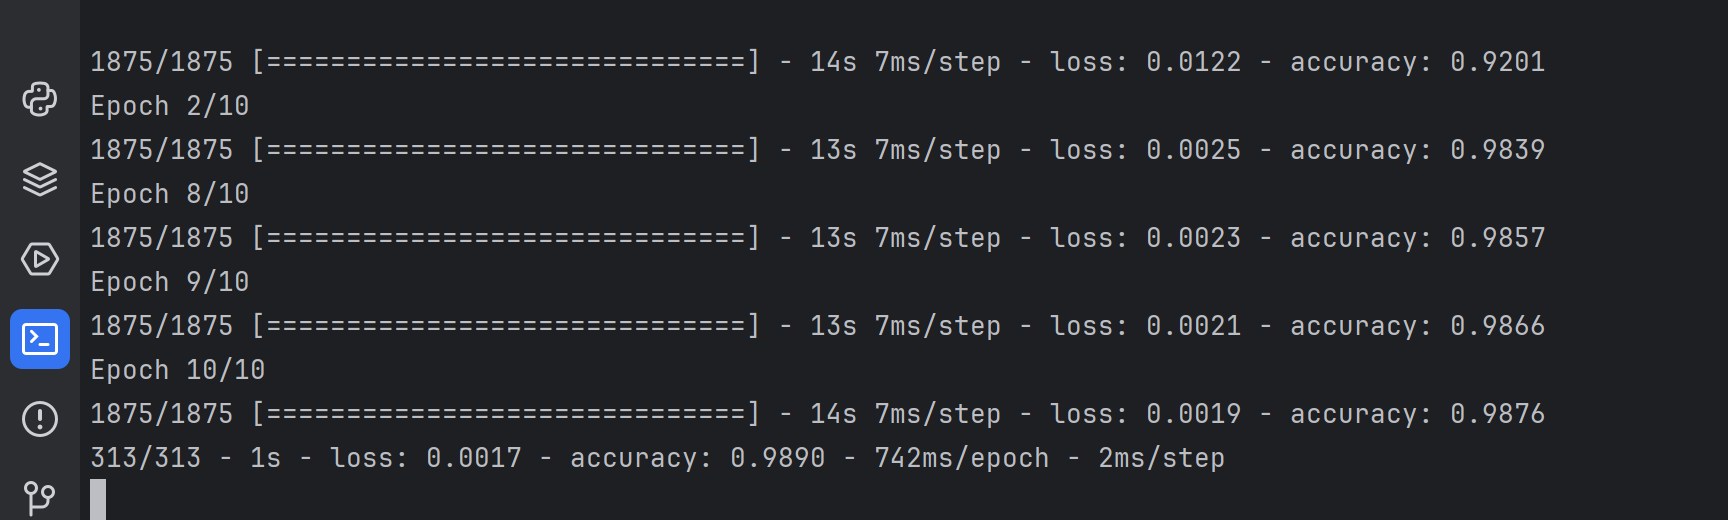 1875/1875 [==============================] - 14s 7ms/step - loss: 0.0122 - accuracy: 0.9201
Epoch 2/10
1875/1875 [==============================] - 13s 7ms/step - loss: 0.0025 - accuracy: 0.9839
Epoch 8/10
1875/1875 [==============================] - 13s 7ms/step - loss: 0.0023 - accuracy: 0.9857
Epoch 9/10
1875/1875 [==============================] - 13s 7ms/step - loss: 0.0021 - accuracy: 0.9866
Epoch 10/10
1875/1875 [==============================] - 14s 7ms/step - loss: 0.0019 - accuracy: 0.9876
313/313 - 1s - loss: 0.0017 - accuracy: 0.9890 - 742ms/epoch - 2ms/step